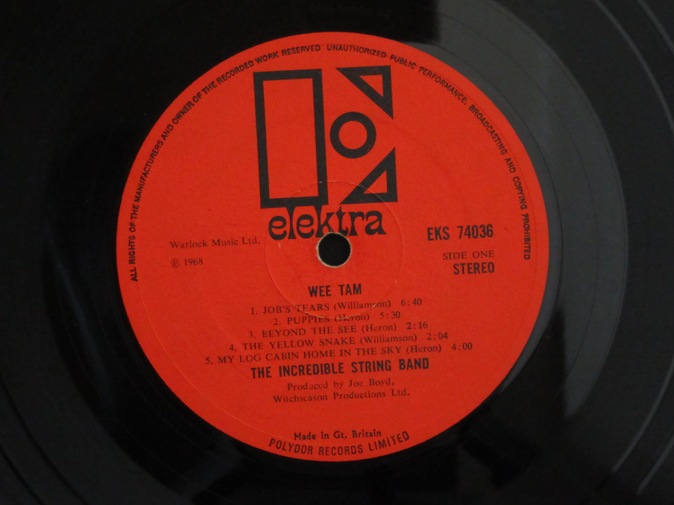 ALL RIGHTS OF THE MANUFACTURERS AND OWNER OF THE RECORDED WORK RESERVED UNAUTHORIZED PUBLIC PERFORMANCE, BROADCASTING AND COPYING PROHIBITED
elektra
Warlock Music Ltd.
℗ 1968
EKS 74036
SIDE ONE
STEREO
WEE TAM
1. JOB'S TEARS (Williamson) 6:40
2. PUPPIES (Heron) 5:30
3. BEYOND THE SEE (Heron) 2:16
4. THE YELLOW SNAKE (Williamson) 2:04
5. MY LOG CABIN HOME IN THE SKY (Heron) 4:00
THE INCREDIBLE STRING BAND
Produced by Joe Boyd,
Witchseason Productions Ltd.
Made in Gt. Britain
POLYDOR RECORDS LIMITED